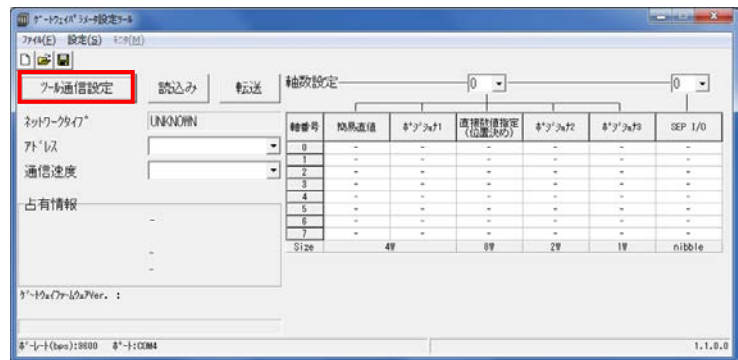 ｹﾞｰﾄｳｪｲﾊﾟﾗﾒｰﾀ設定ﾂｰﾙ
ﾌｧｲﾙ(F) 設定(S) ﾓﾆﾀ(M)
ﾂｰﾙ通信設定 読込み 転送 軸数設定 0 0
ﾈｯﾄﾜｰｸﾀｲﾌﾟ UNKNOWN
ｱﾄﾞﾚｽ
通信速度
占有情報
-
-
-
軸番号 簡易直値 ﾎﾟｼﾞｼｮﾅ1 直接数値指定(位置決め) ﾎﾟｼﾞｼｮﾅ2 ﾎﾟｼﾞｼｮﾅ3 SEP I/O
0 - - - - - -
1 - - - - - -
2 - - - - - -
3 - - - - - -
4 - - - - - -
5 - - - - - -
6 - - - - - -
7 - - - - - -
Size 4W 8W 2W 1W nibble
ｹﾞｰﾄｳｪｲﾌｧｰﾑｳｪｱVer. :
ﾎﾞｰﾚｰﾄ(bps):9600 ﾎﾟｰﾄ:COM4 1.1.0.0